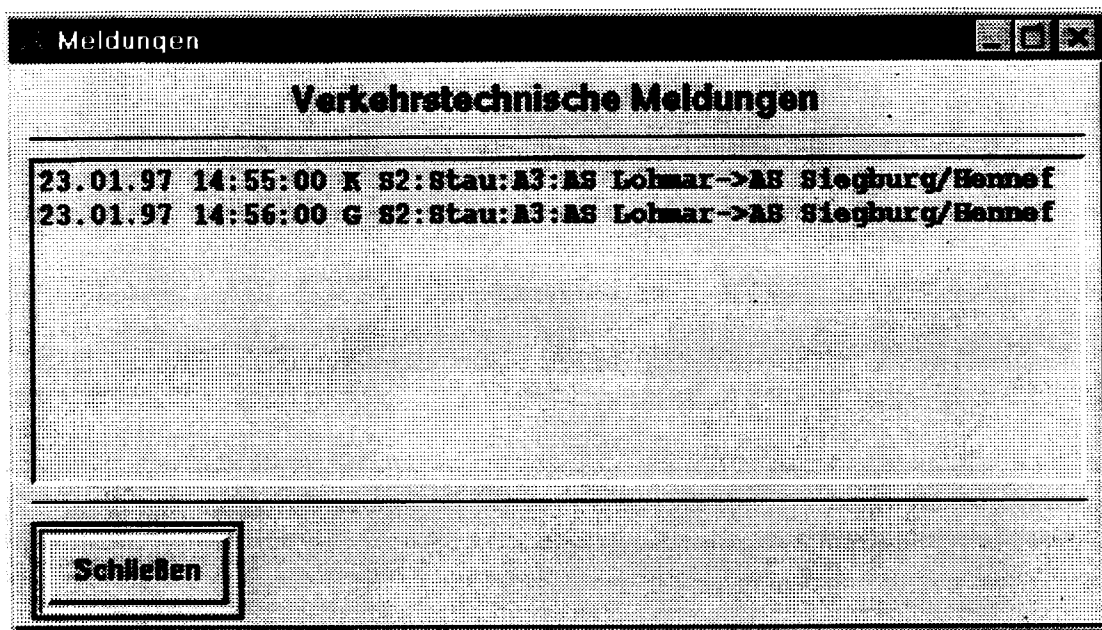 Meldungen
Verkehrstechnische Meldungen
23.01.97 14:55:00 K S2:Stau:A3:AS Lohmar->AS Siegburg/Hennef
23.01.97 14:56:00 G S2:Stau:A3:AS Lohmar->AS Siegburg/Hennef
Schließen